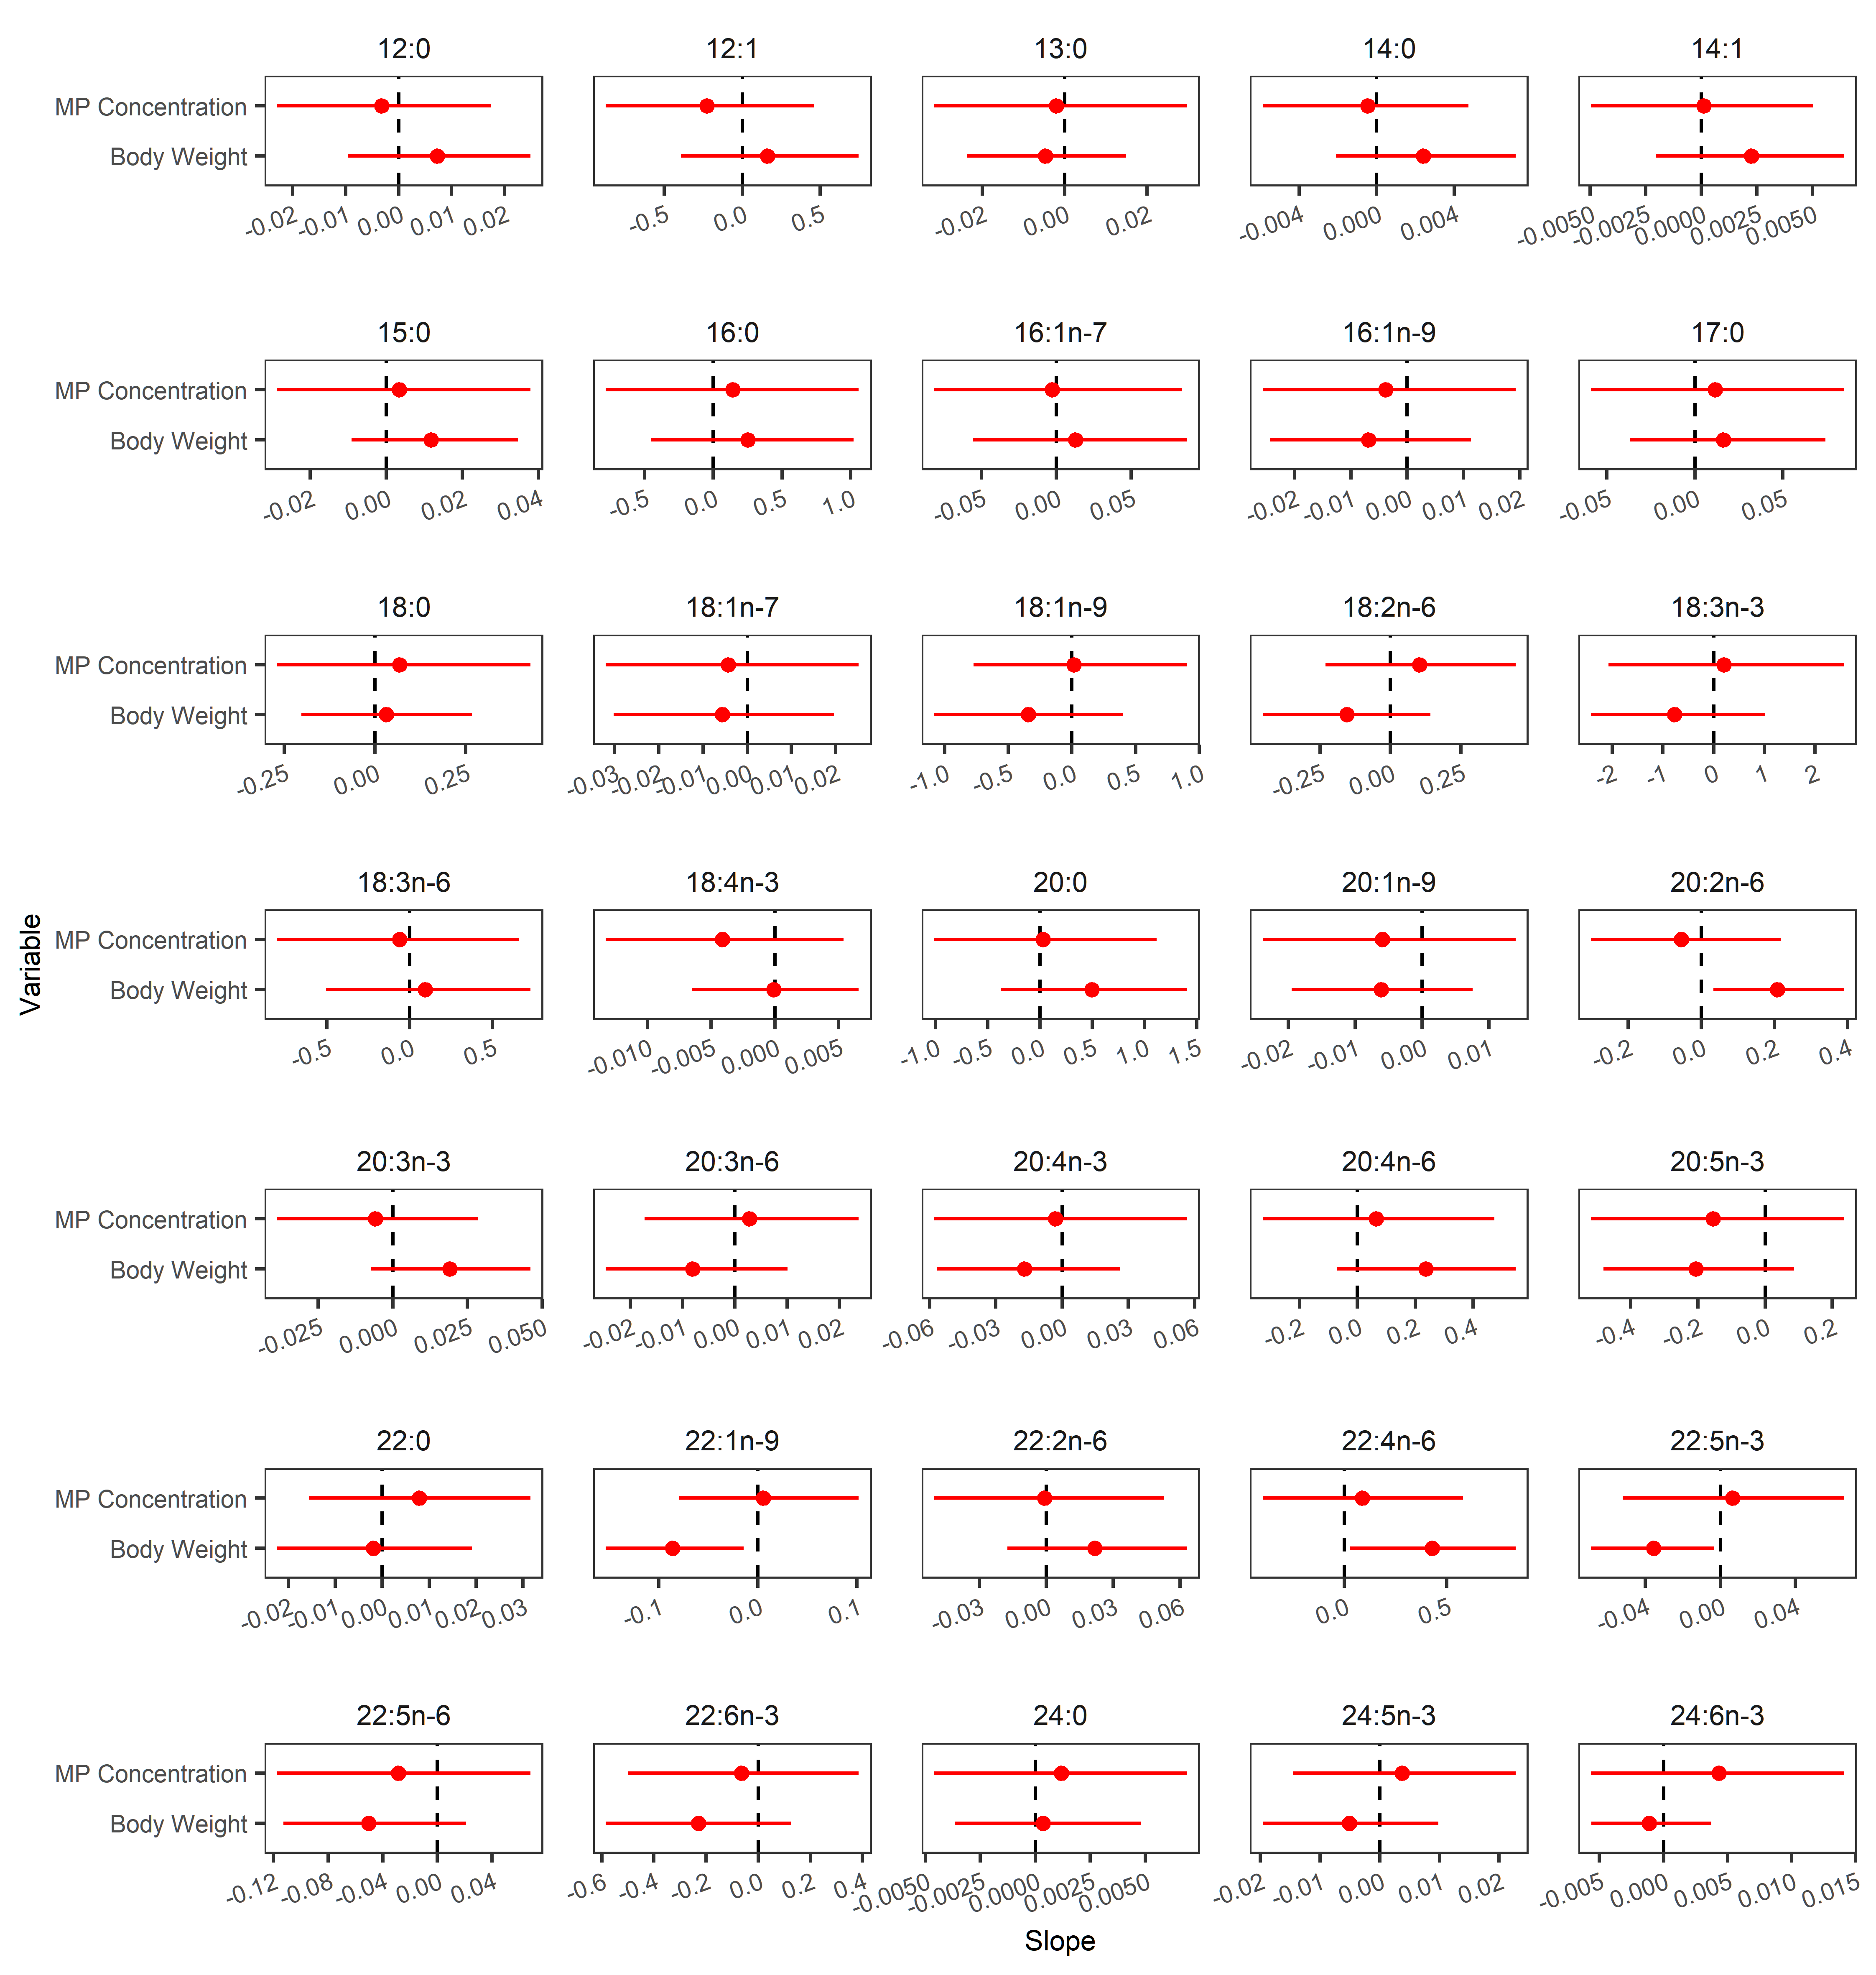 12:0 12:1 13:0 14:0 14:1
MP Concentration
Body Weight
-0.02 -0.01 0.00 0.01 0.02 -0.5 0.0 0.5 -0.02 0.00 0.02 -0.004 0.000 0.004 -0.0050 -0.0025 0.0000 0.0025 0.0050
15:0 16:0 16:1n-7 16:1n-9 17:0
MP Concentration
Body Weight
-0.02 0.00 0.02 0.04 -0.5 0.0 0.5 1.0 -0.05 0.00 0.05 -0.02 -0.01 0.00 0.01 0.02 -0.05 0.00 0.05
18:0 18:1n-7 18:1n-9 18:2n-6 18:3n-3
MP Concentration
Body Weight
-0.25 0.00 0.25 -0.03 -0.02 -0.01 0.00 0.01 0.02 -1.0 -0.5 0.0 0.5 1.0 -0.25 0.00 0.25 -2 -1 0 1 2
18:3n-6 18:4n-3 20:0 20:1n-9 20:2n-6
MP Concentration
Body Weight
-0.5 0.0 0.5 -0.010 -0.005 0.000 0.005 -1.0 -0.5 0.0 0.5 1.0 1.5 -0.02 -0.01 0.00 0.01 -0.2 0.0 0.2 0.4
Variable
20:3n-3 20:3n-6 20:4n-3 20:4n-6 20:5n-3
MP Concentration
Body Weight
-0.025 0.000 0.025 0.050 -0.02 -0.01 0.00 0.01 0.02 -0.06 -0.03 0.00 0.03 0.06 -0.2 0.0 0.2 0.4 -0.4 -0.2 0.0 0.2
22:0 22:1n-9 22:2n-6 22:4n-6 22:5n-3
MP Concentration
Body Weight
-0.02 -0.01 0.00 0.01 0.02 0.03 -0.1 0.0 0.1 -0.03 0.00 0.03 0.06 0.0 0.5 -0.04 0.00 0.04
22:5n-6 22:6n-3 24:0 24:5n-3 24:6n-3
MP Concentration
Body Weight
-0.12 -0.08 -0.04 0.00 0.04 -0.6 -0.4 -0.2 0.0 0.2 0.4 -0.0050 -0.0025 0.0000 0.0025 0.0050 -0.02 -0.01 0.00 0.01 0.02 -0.005 0.000 0.005 0.010 0.015
Slope